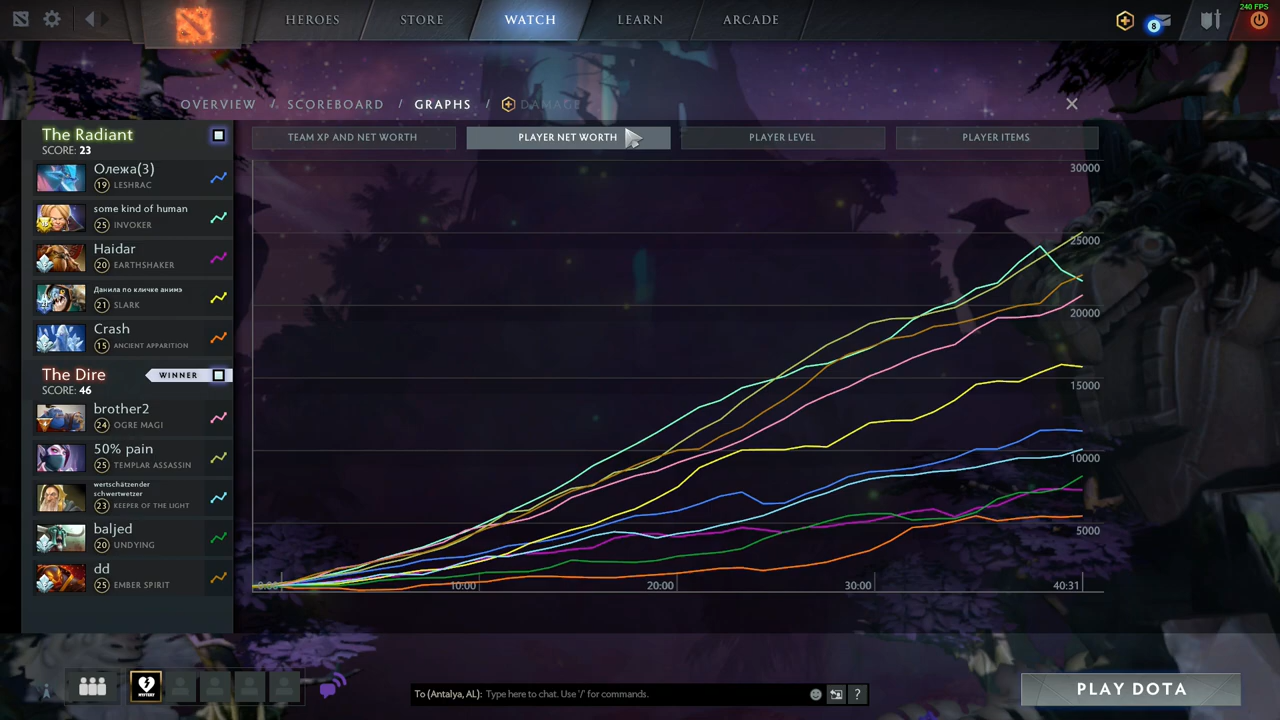 240 FPS
HEROES
STORE
WATCH
LEARN
ARCADE
8
OVERVIEW / SCOREBOARD / GRAPHS / DAMAGE
The Radiant
SCORE: 23
Олежа(3)
19 LESHRAC
some kind of human
25 INVOKER
Haidar
20 EARTHSHAKER
Данила по кличке анимэ
21 SLARK
Crash
15 ANCIENT APPARITION
The Dire
WINNER
SCORE: 46
brother2
24 OGRE MAGI
50% pain
25 TEMPLAR ASSASSIN
wertschätzender
schwertwetzer
23 KEEPER OF THE LIGHT
baljed
20 UNDYING
dd
25 EMBER SPIRIT
TEAM XP AND NET WORTH
PLAYER NET WORTH
PLAYER LEVEL
PLAYER ITEMS
30000
25000
20000
15000
10000
5000
0:00
10:00
20:00
30:00
40:31
To (Antalya, AL): Type here to chat. Use '/' for commands.
?
PLAY DOTA